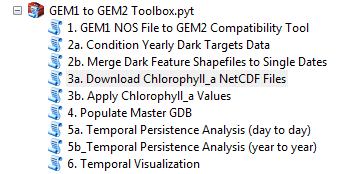 GEM1 to GEM2 Toolbox.pyt
1. GEM1 NOS File to GEM2 Compatibility Tool
2a. Condition Yearly Dark Targets Data
2b. Merge Dark Feature Shapefiles to Single Dates
3a. Download Chlorophyll_a NetCDF Files
3b. Apply Chlorophyll_a Values
4. Populate Master GDB
5a. Temporal Persistence Analysis (day to day)
5b_Temporal Persistence Analysis (year to year)
6. Temporal Visualization